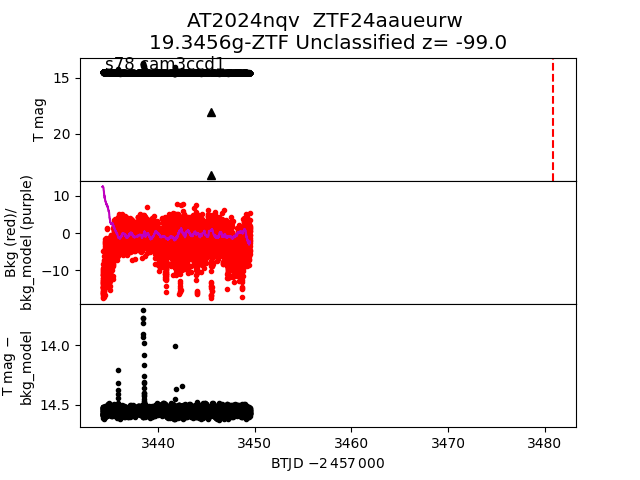 AT2024nqv  ZTF24aaueurw
19.3456g-ZTF Unclassified z= -99.0
s78 cam3ccd1
T mag
15
20
Bkg (red)/
bkg_model (purple)
10
0
−10
T mag −
bkg_model
14.0
14.5
3440 3450 3460 3470 3480
BTJD −2 457 000